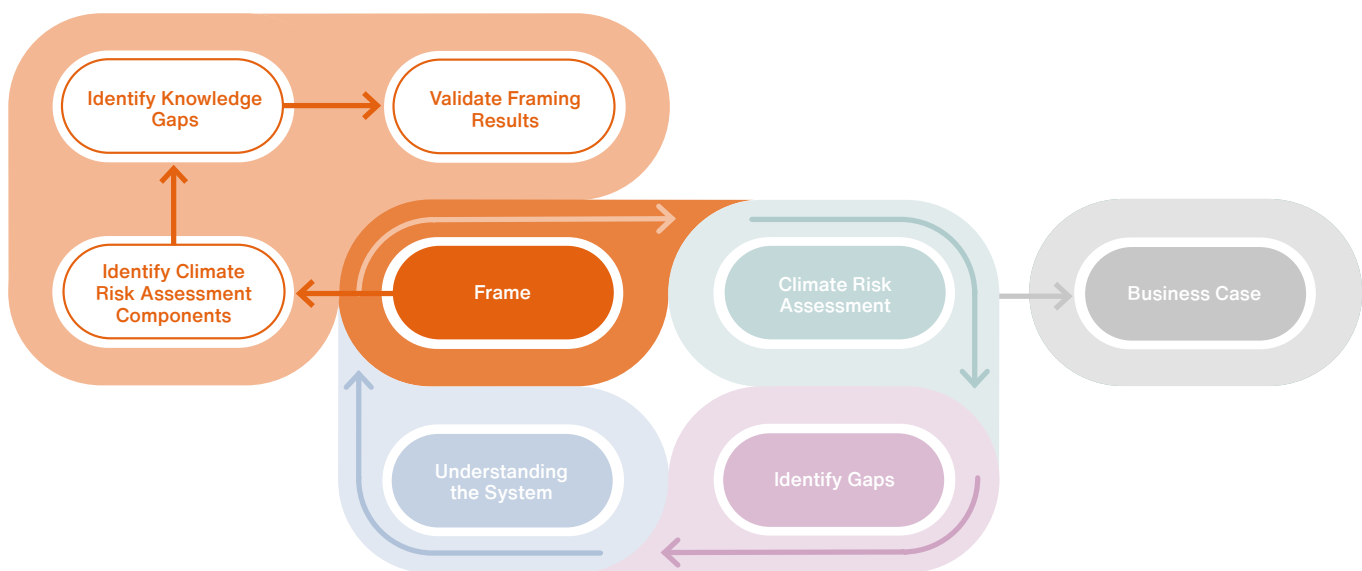 Identify Knowledge
Gaps
Validate Framing
Results
Identify Climate
Risk Assessment
Components
Frame
Climate Risk
Assessment
Business Case
Understanding
the System
Identify Gaps